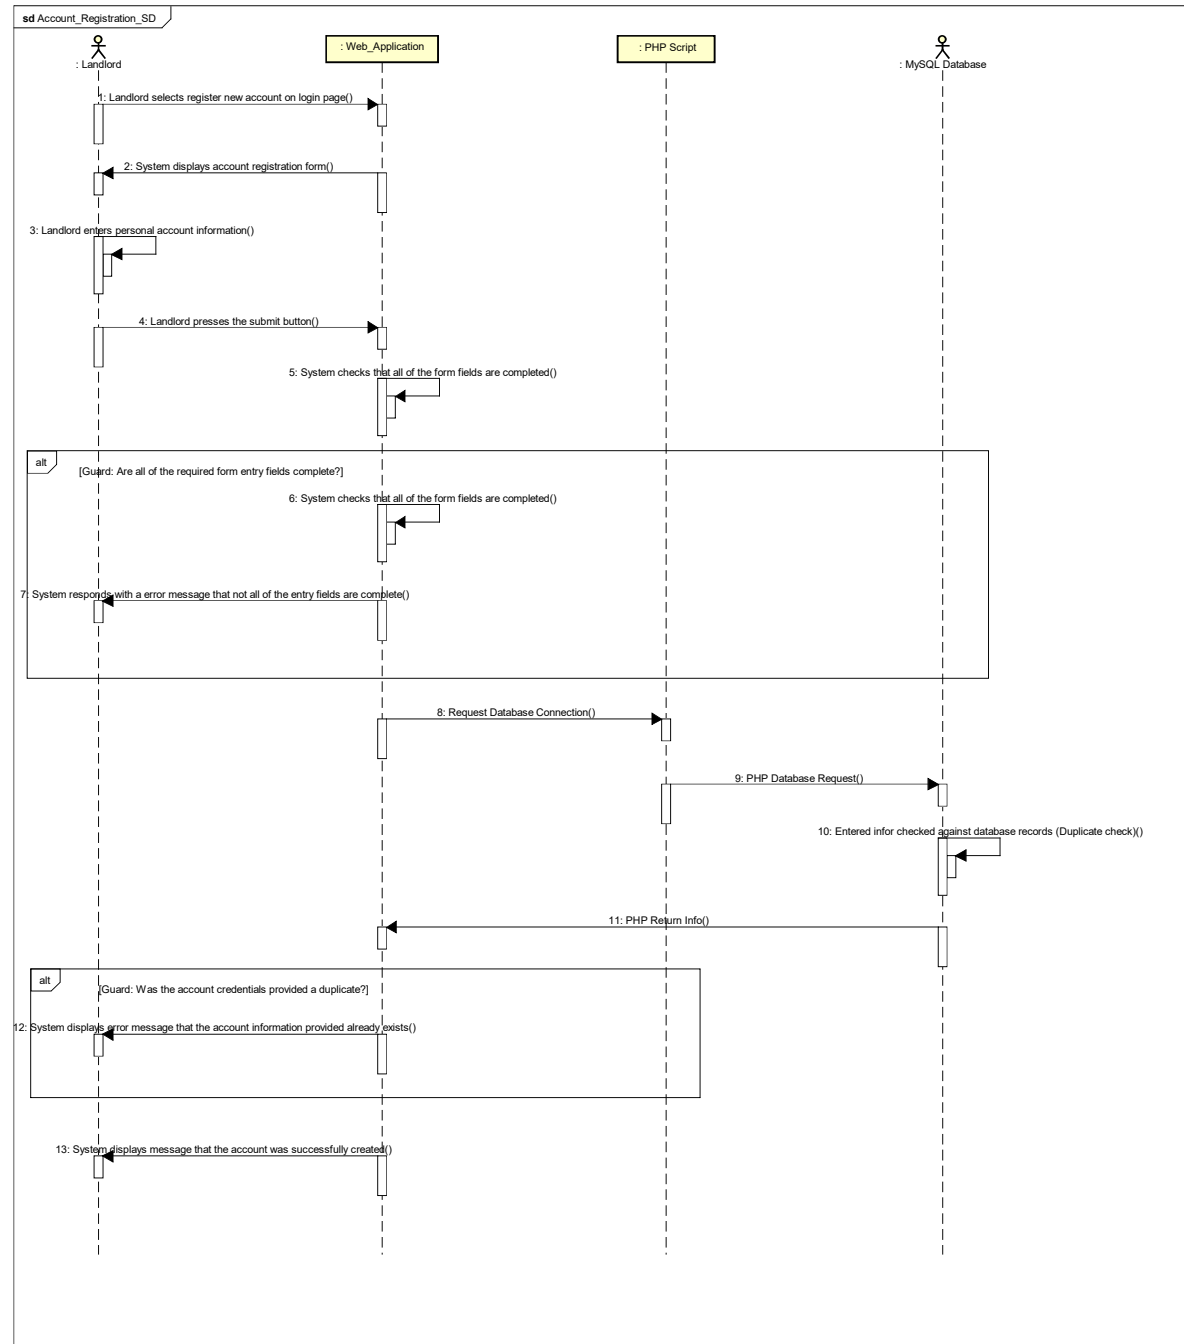 sd Account_Registration_SD
: Landlord
: Web_Application
: PHP Script
: MySQL Database
1: Landlord selects register new account on login page()
2: System displays account registration form()
3: Landlord enters personal account information()
4: Landlord presses the submit button()
5: System checks that all of the form fields are completed()
alt
[Guard: Are all of the required form entry fields complete?]
6: System checks that all of the form fields are completed()
7: System responds with a error message that not all of the entry fields are complete()
8: Request Database Connection()
9: PHP Database Request()
10: Entered infor checked against database records (Duplicate check)()
11: PHP Return Info()
alt
[Guard: Was the account credentials provided a duplicate?]
12: System displays error message that the account information provided already exists()
13: System displays message that the account was successfully created()